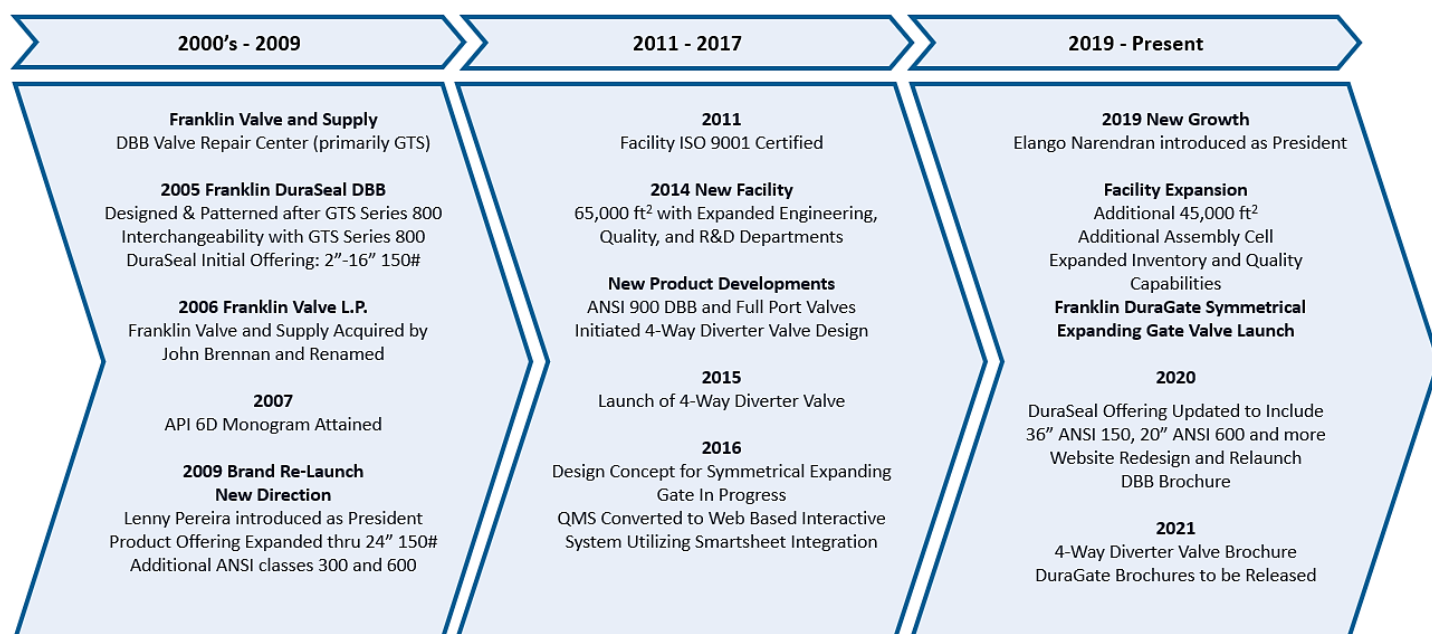 2000’s - 2009
2011 - 2017
2019 - Present
Franklin Valve and Supply
DBB Valve Repair Center (primarily GTS)
2005 Franklin DuraSeal DBB
Designed & Patterned after GTS Series 800
Interchangeability with GTS Series 800
DuraSeal Initial Offering: 2”-16” 150#
2006 Franklin Valve L.P.
Franklin Valve and Supply Acquired by
John Brennan and Renamed
2007
API 6D Monogram Attained
2009 Brand Re-Launch
New Direction
Lenny Pereira introduced as President
Product Offering Expanded thru 24” 150#
Additional ANSI classes 300 and 600
2011
Facility ISO 9001 Certified
2014 New Facility
65,000 ft² with Expanded Engineering,
Quality, and R&D Departments
New Product Developments
ANSI 900 DBB and Full Port Valves
Initiated 4-Way Diverter Valve Design
2015
Launch of 4-Way Diverter Valve
2016
Design Concept for Symmetrical Expanding
Gate In Progress
QMS Converted to Web Based Interactive
System Utilizing Smartsheet Integration
2019 New Growth
Elango Narendran introduced as President
Facility Expansion
Additional 45,000 ft²
Additional Assembly Cell
Expanded Inventory and Quality
Capabilities
Franklin DuraGate Symmetrical
Expanding Gate Valve Launch
2020
DuraSeal Offering Updated to Include
36” ANSI 150, 20” ANSI 600 and more
Website Redesign and Relaunch
DBB Brochure
2021
4-Way Diverter Valve Brochure
DuraGate Brochures to be Released